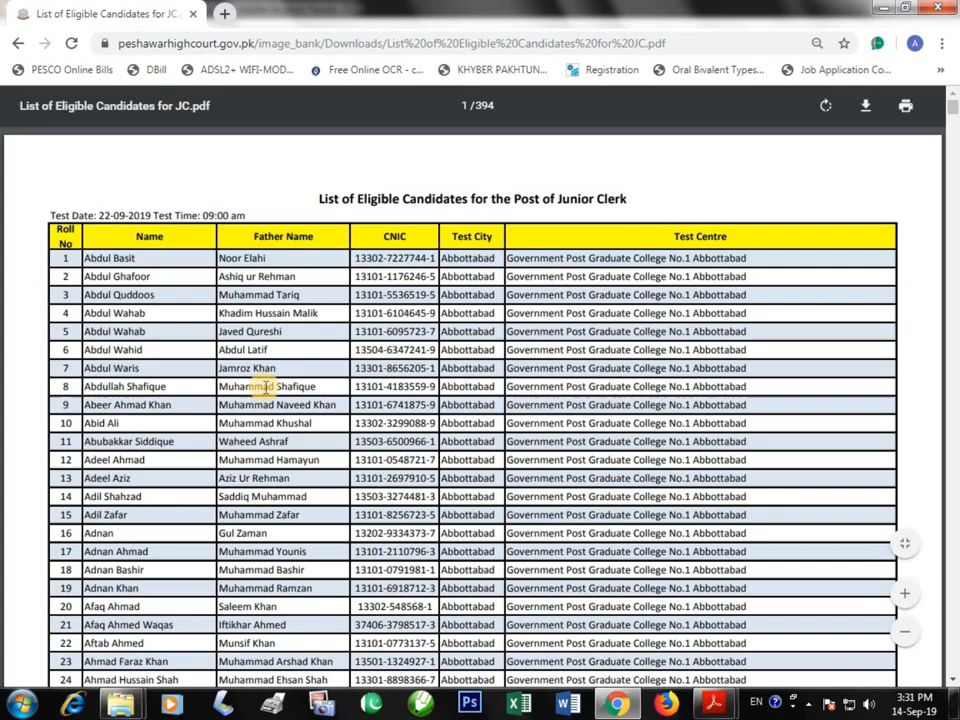 List of Eligible Candidates for JC.p
peshawarhighcourt.gov.pk/image_bank/Downloads/List%20of%20Eligible%20Candidates%20for%20JC.pdf
A
PESCO Online Bills DBill ADSL2+ WIFI-MOD... Free Online OCR - c... KHYBER PAKHTUN... Registration Oral Bivalent Types... Job Application Co... »
List of Eligible Candidates for JC.pdf 1 / 394
List of Eligible Candidates for the Post of Junior Clerk
Test Date: 22-09-2019 Test Time: 09:00 am
Roll No Name Father Name CNIC Test City Test Centre
1 Abdul Basit Noor Elahi 13302-7227744-1 Abbottabad Government Post Graduate College No.1 Abbottabad
2 Abdul Ghafoor Ashiq ur Rehman 13101-1176246-5 Abbottabad Government Post Graduate College No.1 Abbottabad
3 Abdul Quddoos Muhammad Tariq 13101-5536519-5 Abbottabad Government Post Graduate College No.1 Abbottabad
4 Abdul Wahab Khadim Hussain Malik 13101-6104645-9 Abbottabad Government Post Graduate College No.1 Abbottabad
5 Abdul Wahab Javed Qureshi 13101-6095723-7 Abbottabad Government Post Graduate College No.1 Abbottabad
6 Abdul Wahid Abdul Latif 13504-6347241-9 Abbottabad Government Post Graduate College No.1 Abbottabad
7 Abdul Waris Jamroz Khan 13301-8656205-1 Abbottabad Government Post Graduate College No.1 Abbottabad
8 Abdullah Shafique Muhammad Shafique 13101-4183559-9 Abbottabad Government Post Graduate College No.1 Abbottabad
9 Abeer Ahmad Khan Muhammad Naveed Khan 13101-6741875-9 Abbottabad Government Post Graduate College No.1 Abbottabad
10 Abid Ali Muhammad Khushal 13302-3299088-9 Abbottabad Government Post Graduate College No.1 Abbottabad
11 Abubakkar Siddique Waheed Ashraf 13503-6500966-1 Abbottabad Government Post Graduate College No.1 Abbottabad
12 Adeel Ahmad Muhammad Hamayun 13101-0548721-7 Abbottabad Government Post Graduate College No.1 Abbottabad
13 Adeel Aziz Aziz Ur Rehman 13101-2697910-5 Abbottabad Government Post Graduate College No.1 Abbottabad
14 Adil Shahzad Saddiq Muhammad 13503-3274481-3 Abbottabad Government Post Graduate College No.1 Abbottabad
15 Adil Zafar Muhammad Zafar 13101-8256723-5 Abbottabad Government Post Graduate College No.1 Abbottabad
16 Adnan Gul Zaman 13202-9334373-7 Abbottabad Government Post Graduate College No.1 Abbottabad
17 Adnan Ahmad Muhammad Younis 13101-2110796-3 Abbottabad Government Post Graduate College No.1 Abbottabad
18 Adnan Bashir Muhammad Bashir 13101-0791981-1 Abbottabad Government Post Graduate College No.1 Abbottabad
19 Adnan Khan Muhammad Ramzan 13101-6918712-3 Abbottabad Government Post Graduate College No.1 Abbottabad
20 Afaq Ahmad Saleem Khan 13302-548568-1 Abbottabad Government Post Graduate College No.1 Abbottabad
21 Afaq Ahmed Waqas Iftikhar Ahmed 37406-3798517-3 Abbottabad Government Post Graduate College No.1 Abbottabad
22 Aftab Ahmed Munsif Khan 13101-0773137-5 Abbottabad Government Post Graduate College No.1 Abbottabad
23 Ahmad Faraz Khan Muhammad Arshad Khan 13501-1324927-1 Abbottabad Government Post Graduate College No.1 Abbottabad
24 Ahmad Hussain Shah Muhammad Ehsan Shah 13101-8898366-7 Abbottabad Government Post Graduate College No.1 Abbottabad
Ps EN 3:31 PM
14-Sep-19